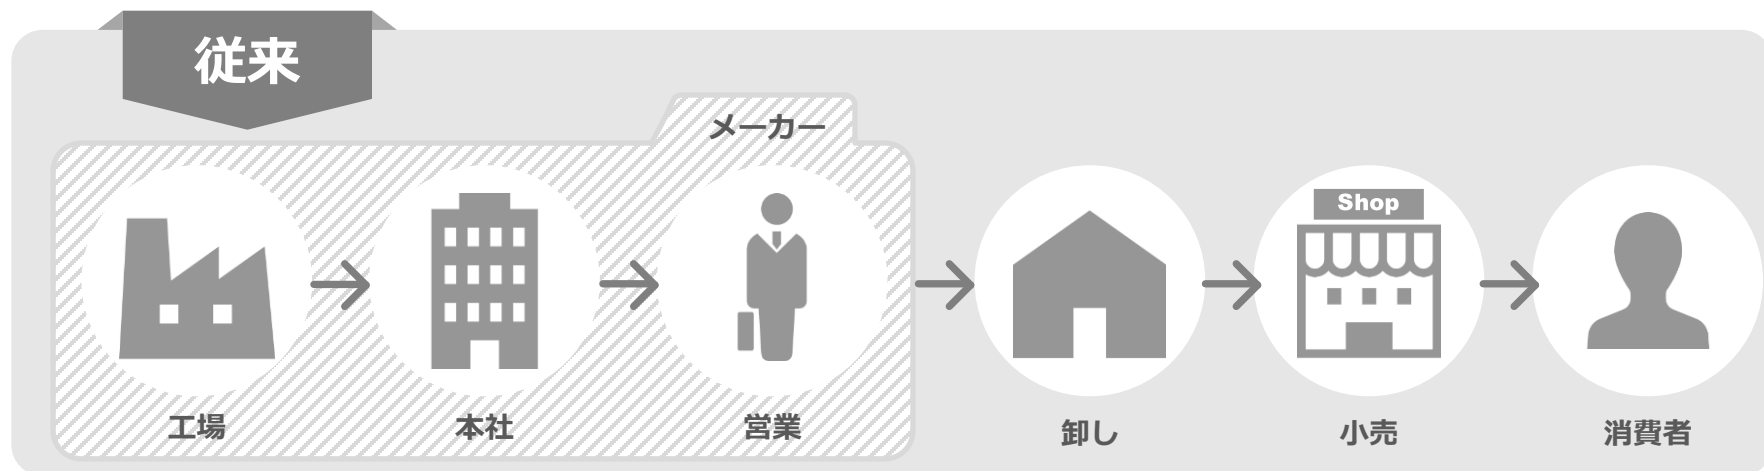 従来
メーカー
Shop
工場
本社
営業
卸し
小売
消費者